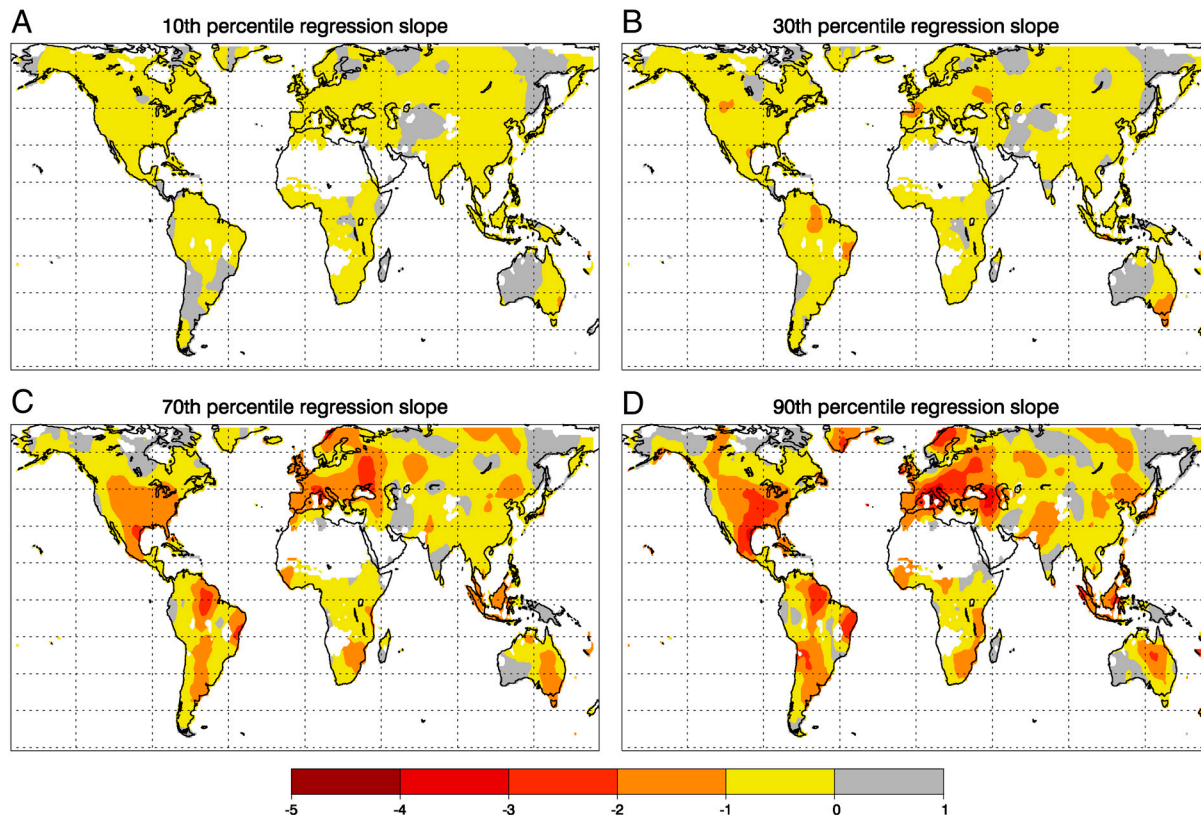 A
10th percentile regression slope
B
30th percentile regression slope
C
70th percentile regression slope
D
90th percentile regression slope
-5 -4 -3 -2 -1 0 1